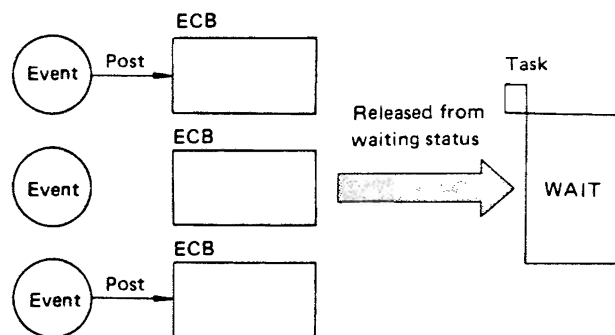 ECB
Event
Post
Task
Released from
waiting status
ECB
Event
WAIT
ECB
Event
Post